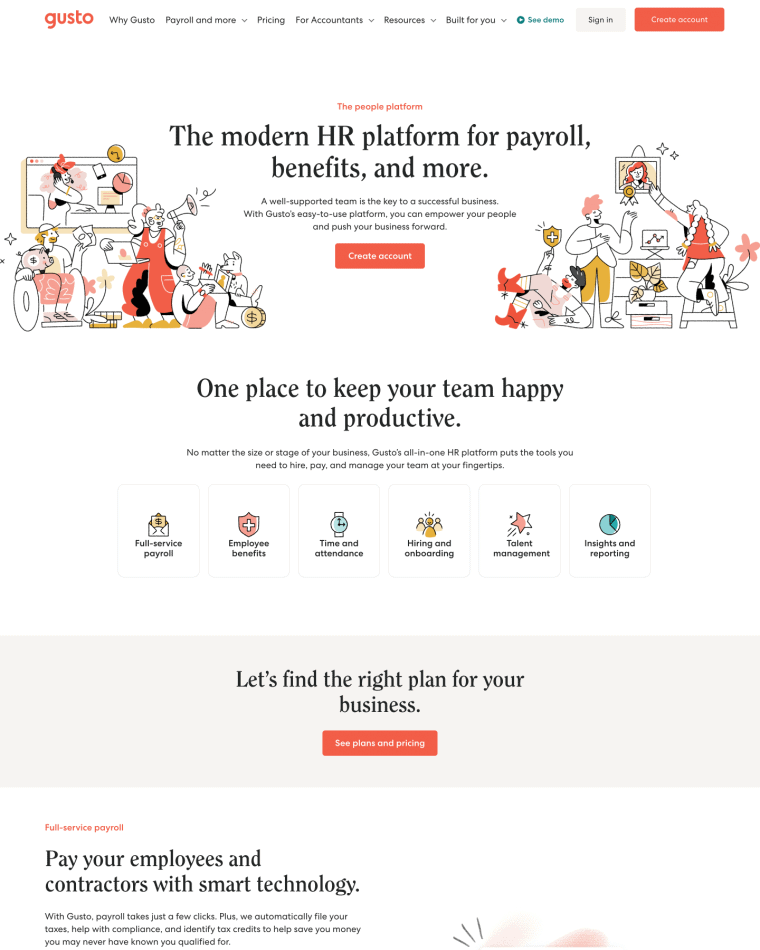 gusto
Why Gusto
Payroll and more
Pricing
For Accountants
Resources
Built for you
See demo
Sign in
Create account
The people platform
The modern HR platform for payroll,
benefits, and more.
A well-supported team is the key to a successful business.
With Gusto's easy-to-use platform, you can empower your people
and push your business forward.
Create account
$
$
One place to keep your team happy
and productive.
No matter the size or stage of your business, Gusto's all-in-one HR platform puts the tools you
need to hire, pay, and manage your team at your fingertips.
$
Full-service
payroll
Employee
benefits
Time and
attendance
Hiring and
onboarding
Talent
management
Insights and
reporting
Let's find the right plan for your
business.
See plans and pricing
Full-service payroll
Pay your employees and
contractors with smart technology.
With Gusto, payroll takes just a few clicks. Plus, we automatically file your
taxes, help with compliance, and identify tax credits to help save you money
you may never have known you qualified for.